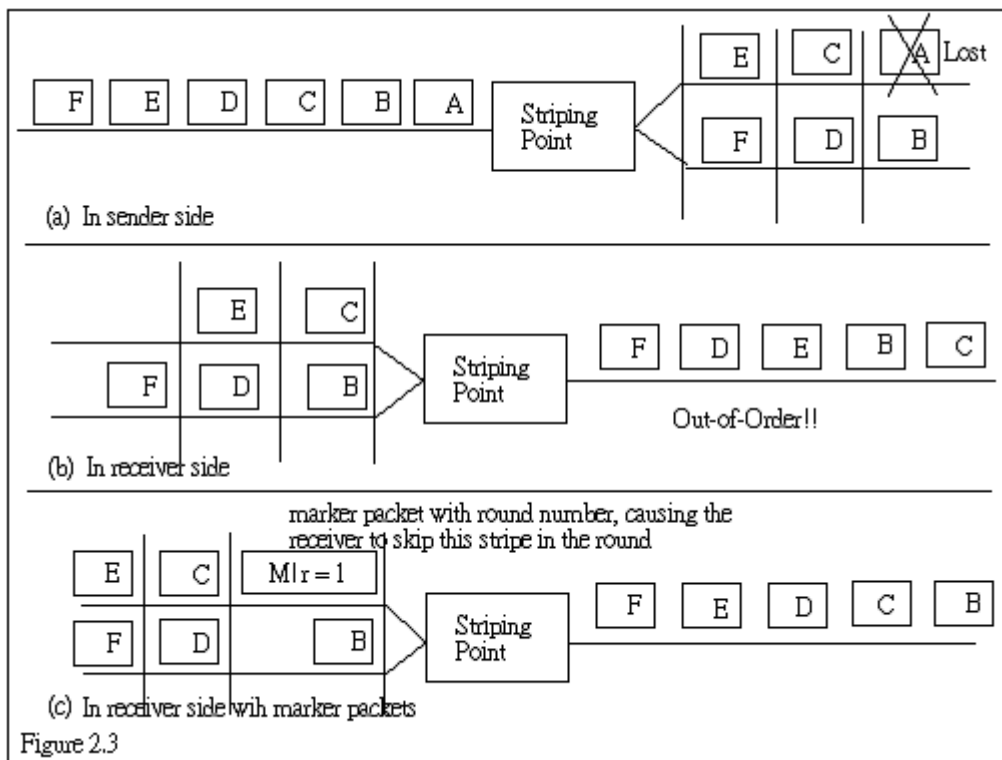 E C A Lost
F E D C B A
Striping
Point
F D B
(a) In sender side
E C
F D E B C
Striping
Point
F D B
Out-of-Order!!
(b) In receiver side
marker packet with round number, causing the
receiver to skip this stripe in the round
E C M|r = 1
F E D C B
Striping
Point
F D B
(c) In receiver side wih marker packets
Figure 2.3